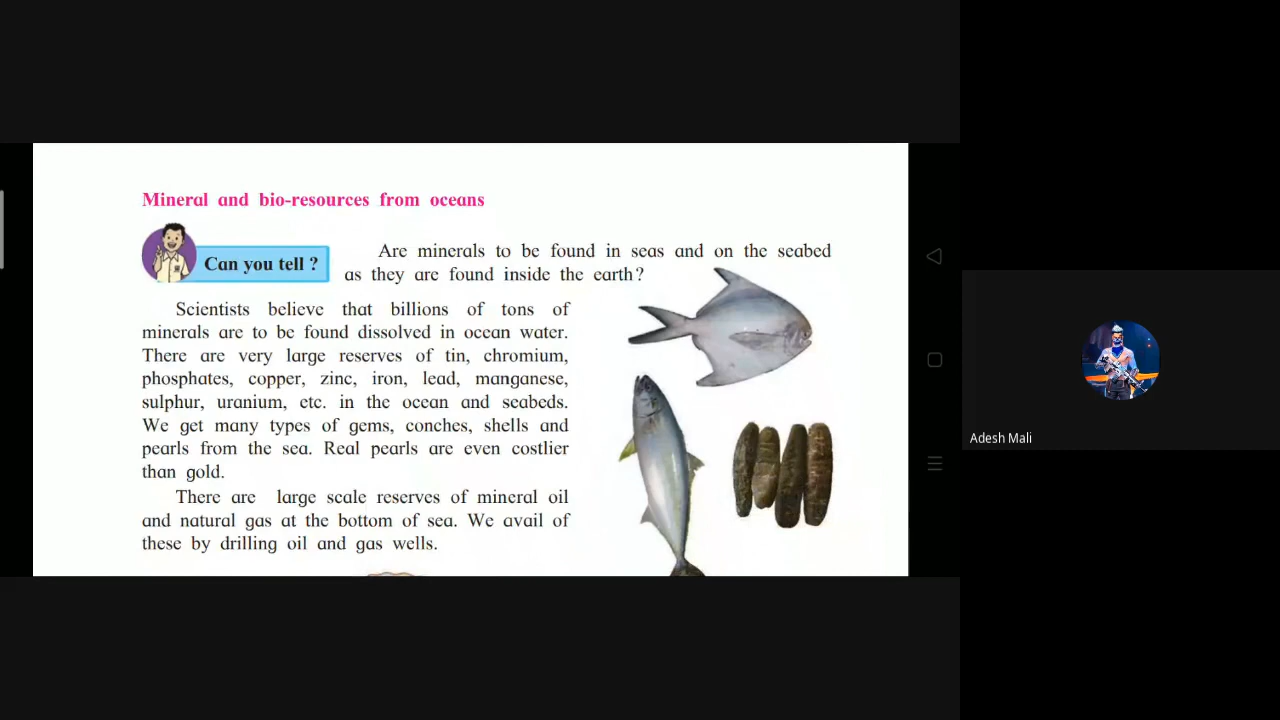 Mineral and bio-resources from oceans
Can you tell ?
Are minerals to be found in seas and on the seabed
as they are found inside the earth?
Scientists believe that billions of tons of
minerals are to be found dissolved in ocean water.
There are very large reserves of tin, chromium,
phosphates, copper, zinc, iron, lead, manganese,
sulphur, uranium, etc. in the ocean and seabeds.
We get many types of gems, conches, shells and
pearls from the sea. Real pearls are even costlier
than gold.
There are large scale reserves of mineral oil
and natural gas at the bottom of sea. We avail of
these by drilling oil and gas wells.
Adesh Mali